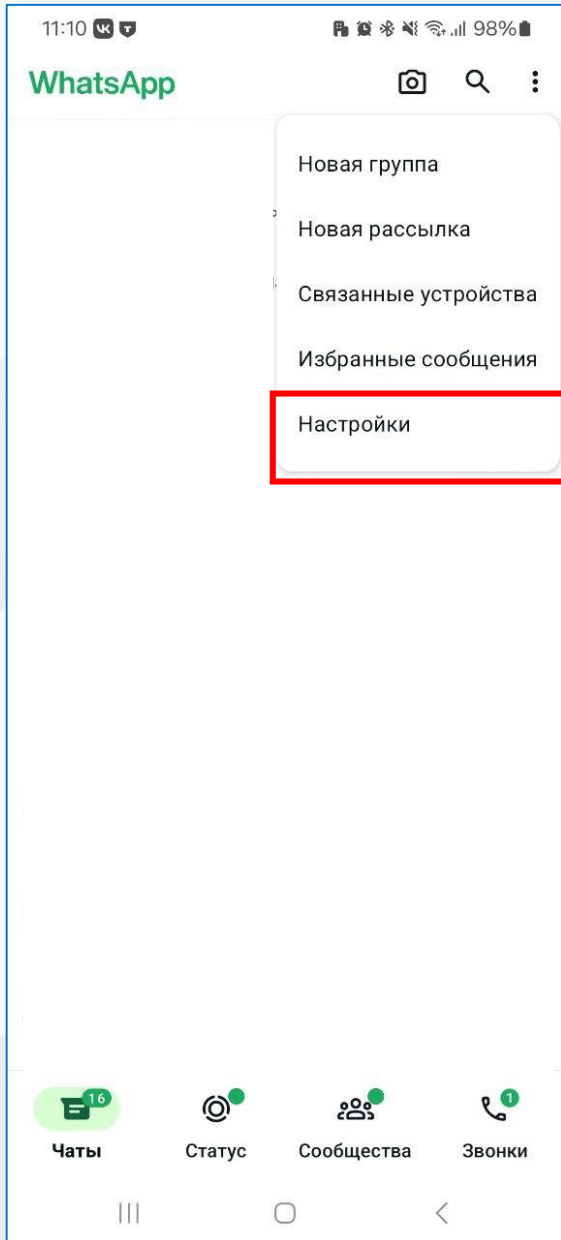 11:10 98%
WhatsApp
Новая группа
Новая рассылка
Связанные устройства
Избранные сообщения
Настройки
16 1
Чаты Статус Сообщества Звонки